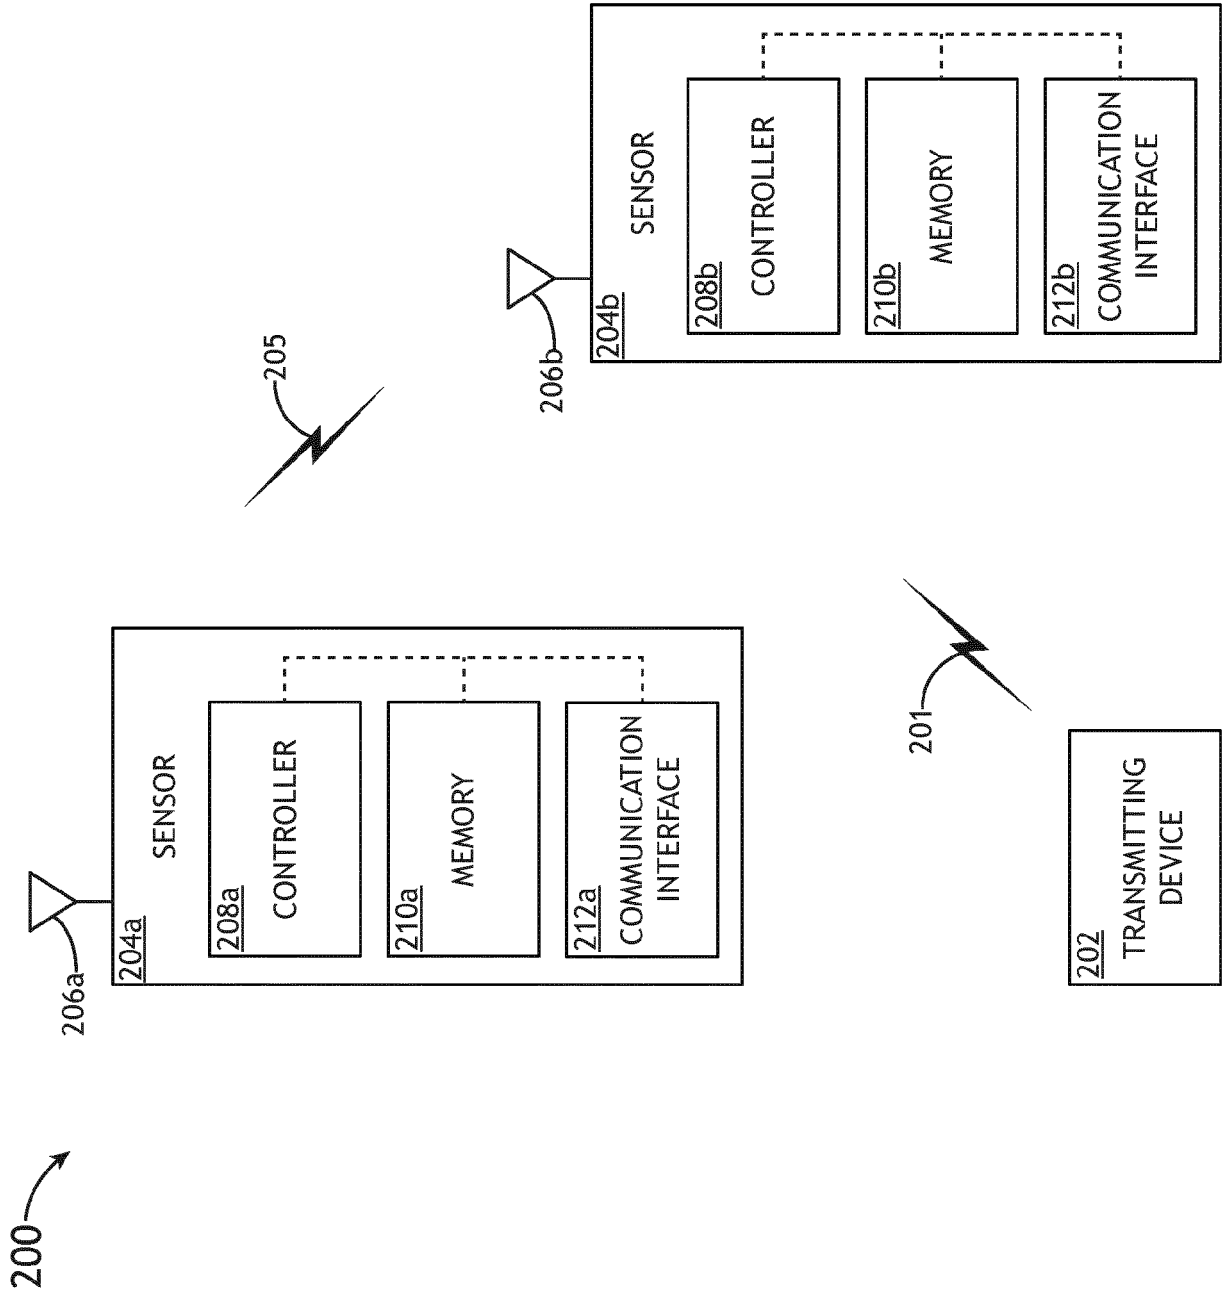 200
206a
204a
SENSOR
208a
CONTROLLER
210a
MEMORY
212a
COMMUNICATION
INTERFACE
205
206b
204b
SENSOR
208b
CONTROLLER
210b
MEMORY
212b
COMMUNICATION
INTERFACE
201
202
TRANSMITTING
DEVICE